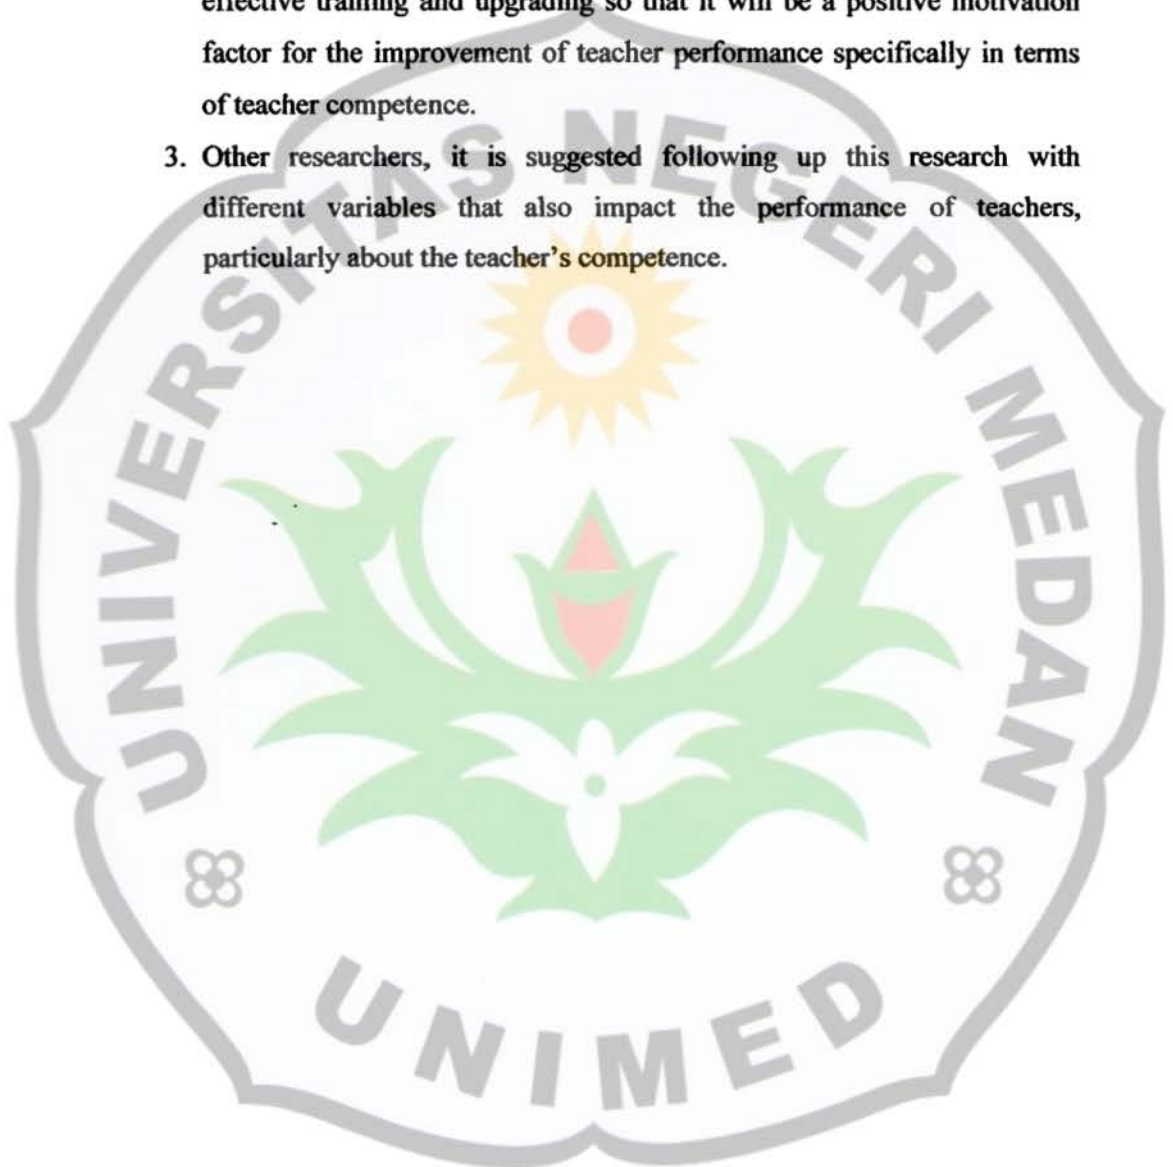 effective training and upgrading so that it will be a positive motivation
factor for the improvement of teacher performance specifically in terms
of teacher competence.
3. Other researchers, it is suggested following up this research with
different variables that also impact the performance of teachers,
particularly about the teacher’s competence.
UNIVERSITAS NEGERI MEDAN
UNIMED